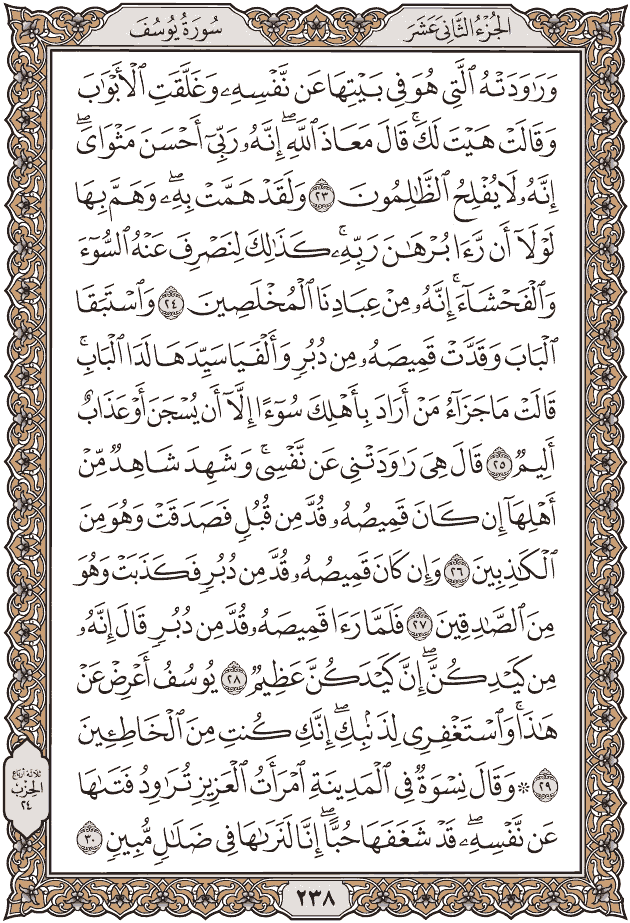 الجُزْءُ الثَّانِي عَشَرَ
سُورَةُ يُوسُفَ
وَرَٰوَدَتۡهُ ٱلَّتِي هُوَ فِي بَيۡتِهَا عَن نَّفۡسِهِۦ وَغَلَّقَتِ ٱلۡأَبۡوَٰبَ
وَقَالَتۡ هَيۡتَ لَكَۚ قَالَ مَعَاذَ ٱللَّهِۖ إِنَّهُۥ رَبِّيٓ أَحۡسَنَ مَثۡوَايَۖ
إِنَّهُۥ لَا يُفۡلِحُ ٱلظَّٰلِمُونَ ٢٣ وَلَقَدۡ هَمَّتۡ بِهِۦۖ وَهَمَّ بِهَا
لَوۡلَآ أَن رَّءَا بُرۡهَٰنَ رَبِّهِۦۚ كَذَٰلِكَ لِنَصۡرِفَ عَنۡهُ ٱلسُّوٓءَ
وَٱلۡفَحۡشَآءَۚ إِنَّهُۥ مِنۡ عِبَادِنَا ٱلۡمُخۡلَصِينَ ٢٤ وَٱسۡتَبَقَا
ٱلۡبَابَ وَقَدَّتۡ قَمِيصَهُۥ مِن دُبُرٖ وَأَلۡفَيَا سَيِّدَهَا لَدَا ٱلۡبَابِۚ
قَالَتۡ مَا جَزَآءُ مَنۡ أَرَادَ بِأَهۡلِكَ سُوٓءًا إِلَّآ أَن يُسۡجَنَ أَوۡ عَذَابٌ
أَلِيمٞ ٢٥ قَالَ هِيَ رَٰوَدَتۡنِي عَن نَّفۡسِيۚ وَشَهِدَ شَاهِدٞ مِّنۡ
أَهۡلِهَآ إِن كَانَ قَمِيصُهُۥ قُدَّ مِن قُبُلٖ فَصَدَقَتۡ وَهُوَ مِنَ
ٱلۡكَٰذِبِينَ ٢٦ وَإِن كَانَ قَمِيصُهُۥ قُدَّ مِن دُبُرٖ فَكَذَبَتۡ وَهُوَ
مِنَ ٱلصَّٰدِقِينَ ٢٧ فَلَمَّا رَءَا قَمِيصَهُۥ قُدَّ مِن دُبُرٖ قَالَ إِنَّهُۥ
مِن كَيۡدِكُنَّۖ إِنَّ كَيۡدَكُنَّ عَظِيمٞ ٢٨ يُوسُفُ أَعۡرِضۡ عَنۡ
هَٰذَاۚ وَٱسۡتَغۡفِرِي لِذَنۢبِكِۖ إِنَّكِ كُنتِ مِنَ ٱلۡخَاطِـِٔينَ
٢٩ ۞ وَقَالَ نِسۡوَةٞ فِي ٱلۡمَدِينَةِ ٱمۡرَأَتُ ٱلۡعَزِيزِ تُرَٰوِدُ فَتَىٰهَا
عَن نَّفۡسِهِۦۖ قَدۡ شَغَفَهَا حُبًّاۖ إِنَّا لَنَرَىٰهَا فِي ضَلَٰلٖ مُّبِينٖ ٣٠
ثلاثة أرباع
الحزب
٢٤
٢٣٨